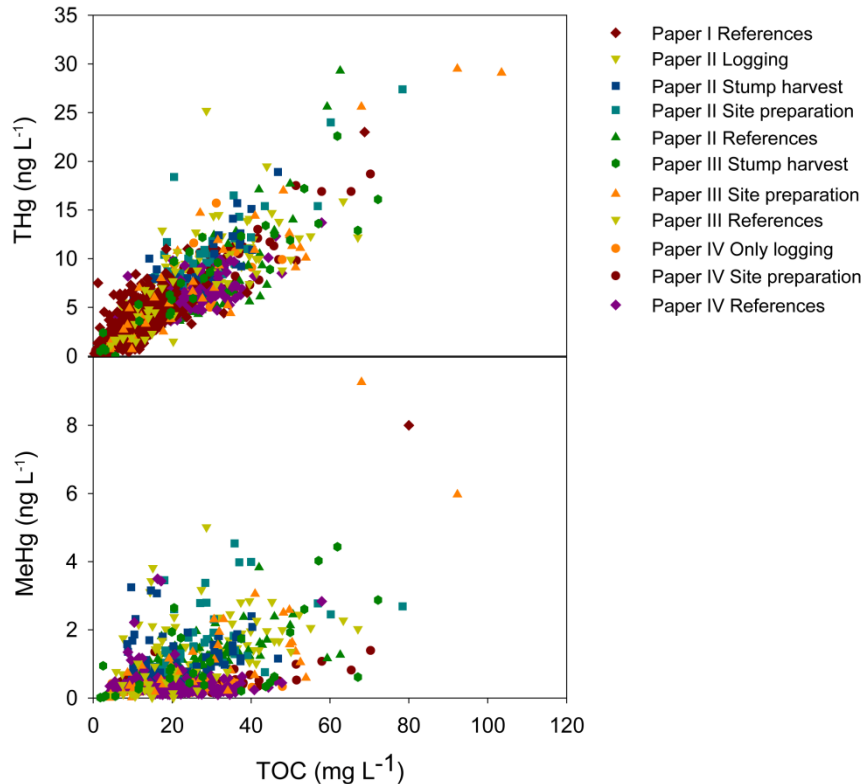 35
30
25
20
15
10
5
0
THg (ng L-1)
8
6
4
2
0
MeHg (ng L-1)
0 20 40 60 80 100 120
TOC (mg L-1)
Paper I References
Paper II Logging
Paper II Stump harvest
Paper II Site preparation
Paper II References
Paper III Stump harvest
Paper III Site preparation
Paper III References
Paper IV Only logging
Paper IV Site preparation
Paper IV References